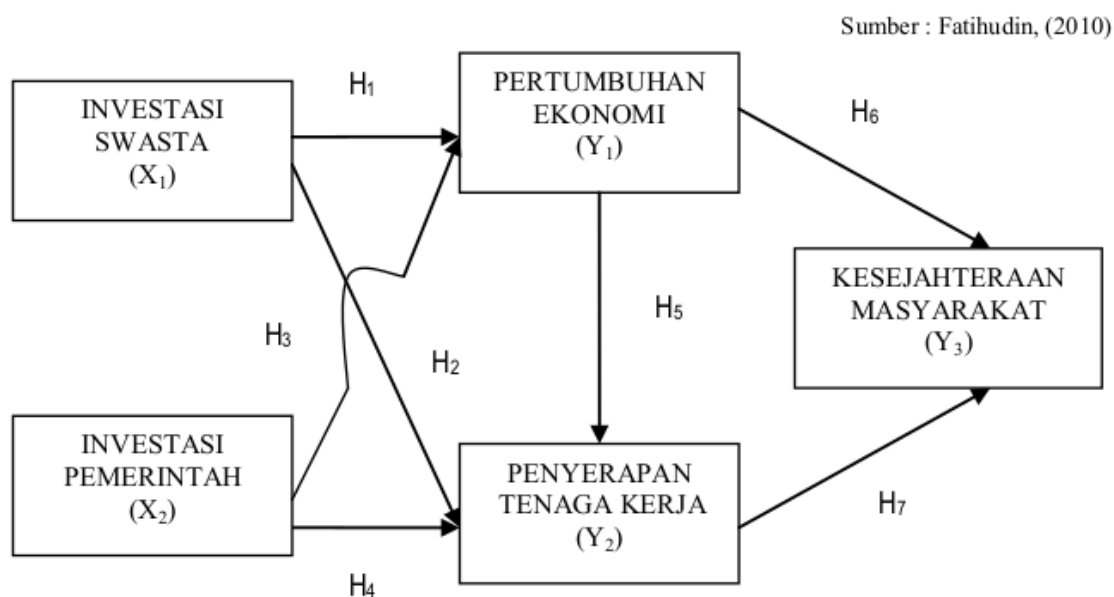 Sumber : Fatihudin, (2010)
INVESTASI
SWASTA
(X₁)
H₁
PERTUMBUHAN
EKONOMI
(Y₁)
H₆
H₃
H₂
H₅
KESEJAHTERAAN
MASYARAKAT
(Y₃)
INVESTASI
PEMERINTAH
(X₂)
H₄
PENYERAPAN
TENAGA KERJA
(Y₂)
H₇